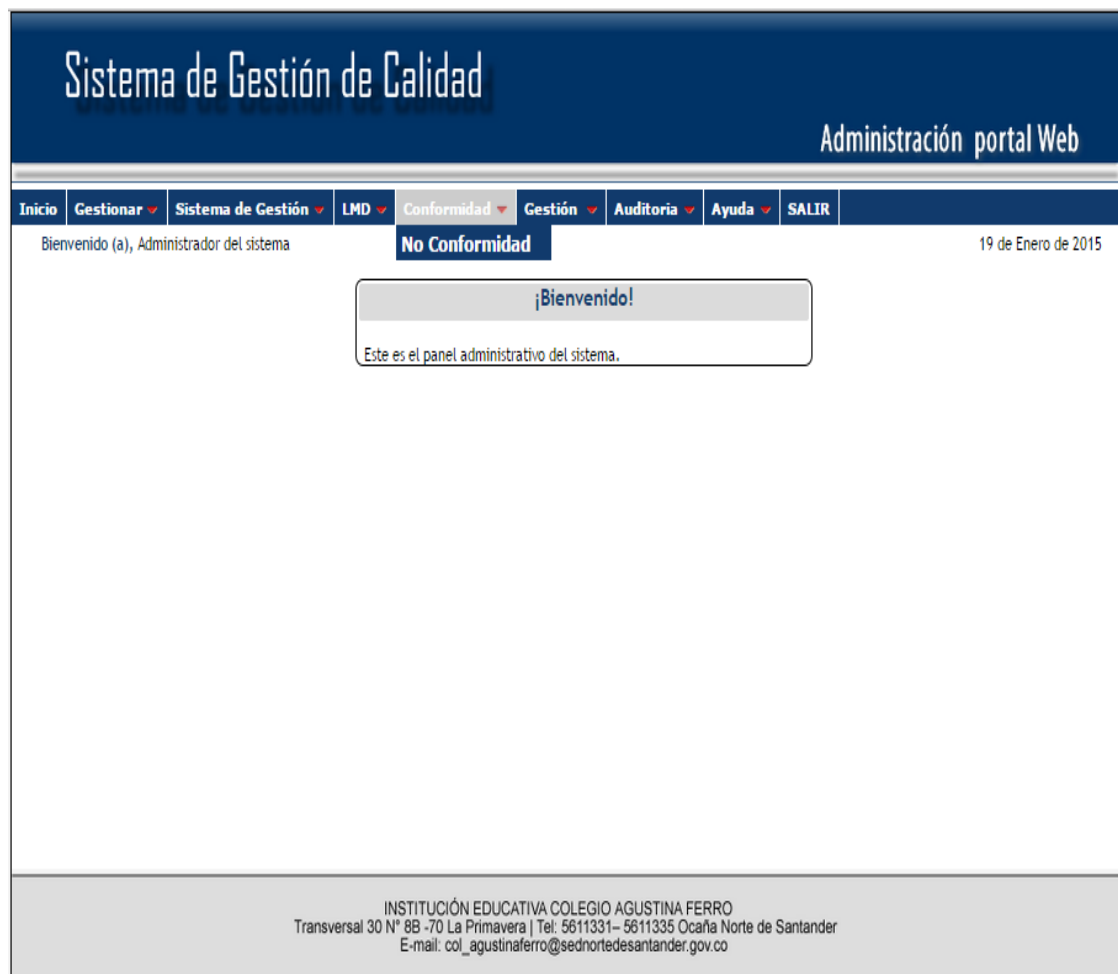 Sistema de Gestión de Calidad
Administración portal Web
Inicio Gestionar Sistema de Gestión LMD Conformidad Gestión Auditoria Ayuda SALIR
Bienvenido (a), Administrador del sistema No Conformidad 19 de Enero de 2015
¡Bienvenido!
Este es el panel administrativo del sistema.
INSTITUCIÓN EDUCATIVA COLEGIO AGUSTINA FERRO
Transversal 30 N° 8B -70 La Primavera | Tel: 5611331– 5611335 Ocaña Norte de Santander
E-mail: col_agustinaferro@sednortedesantander.gov.co